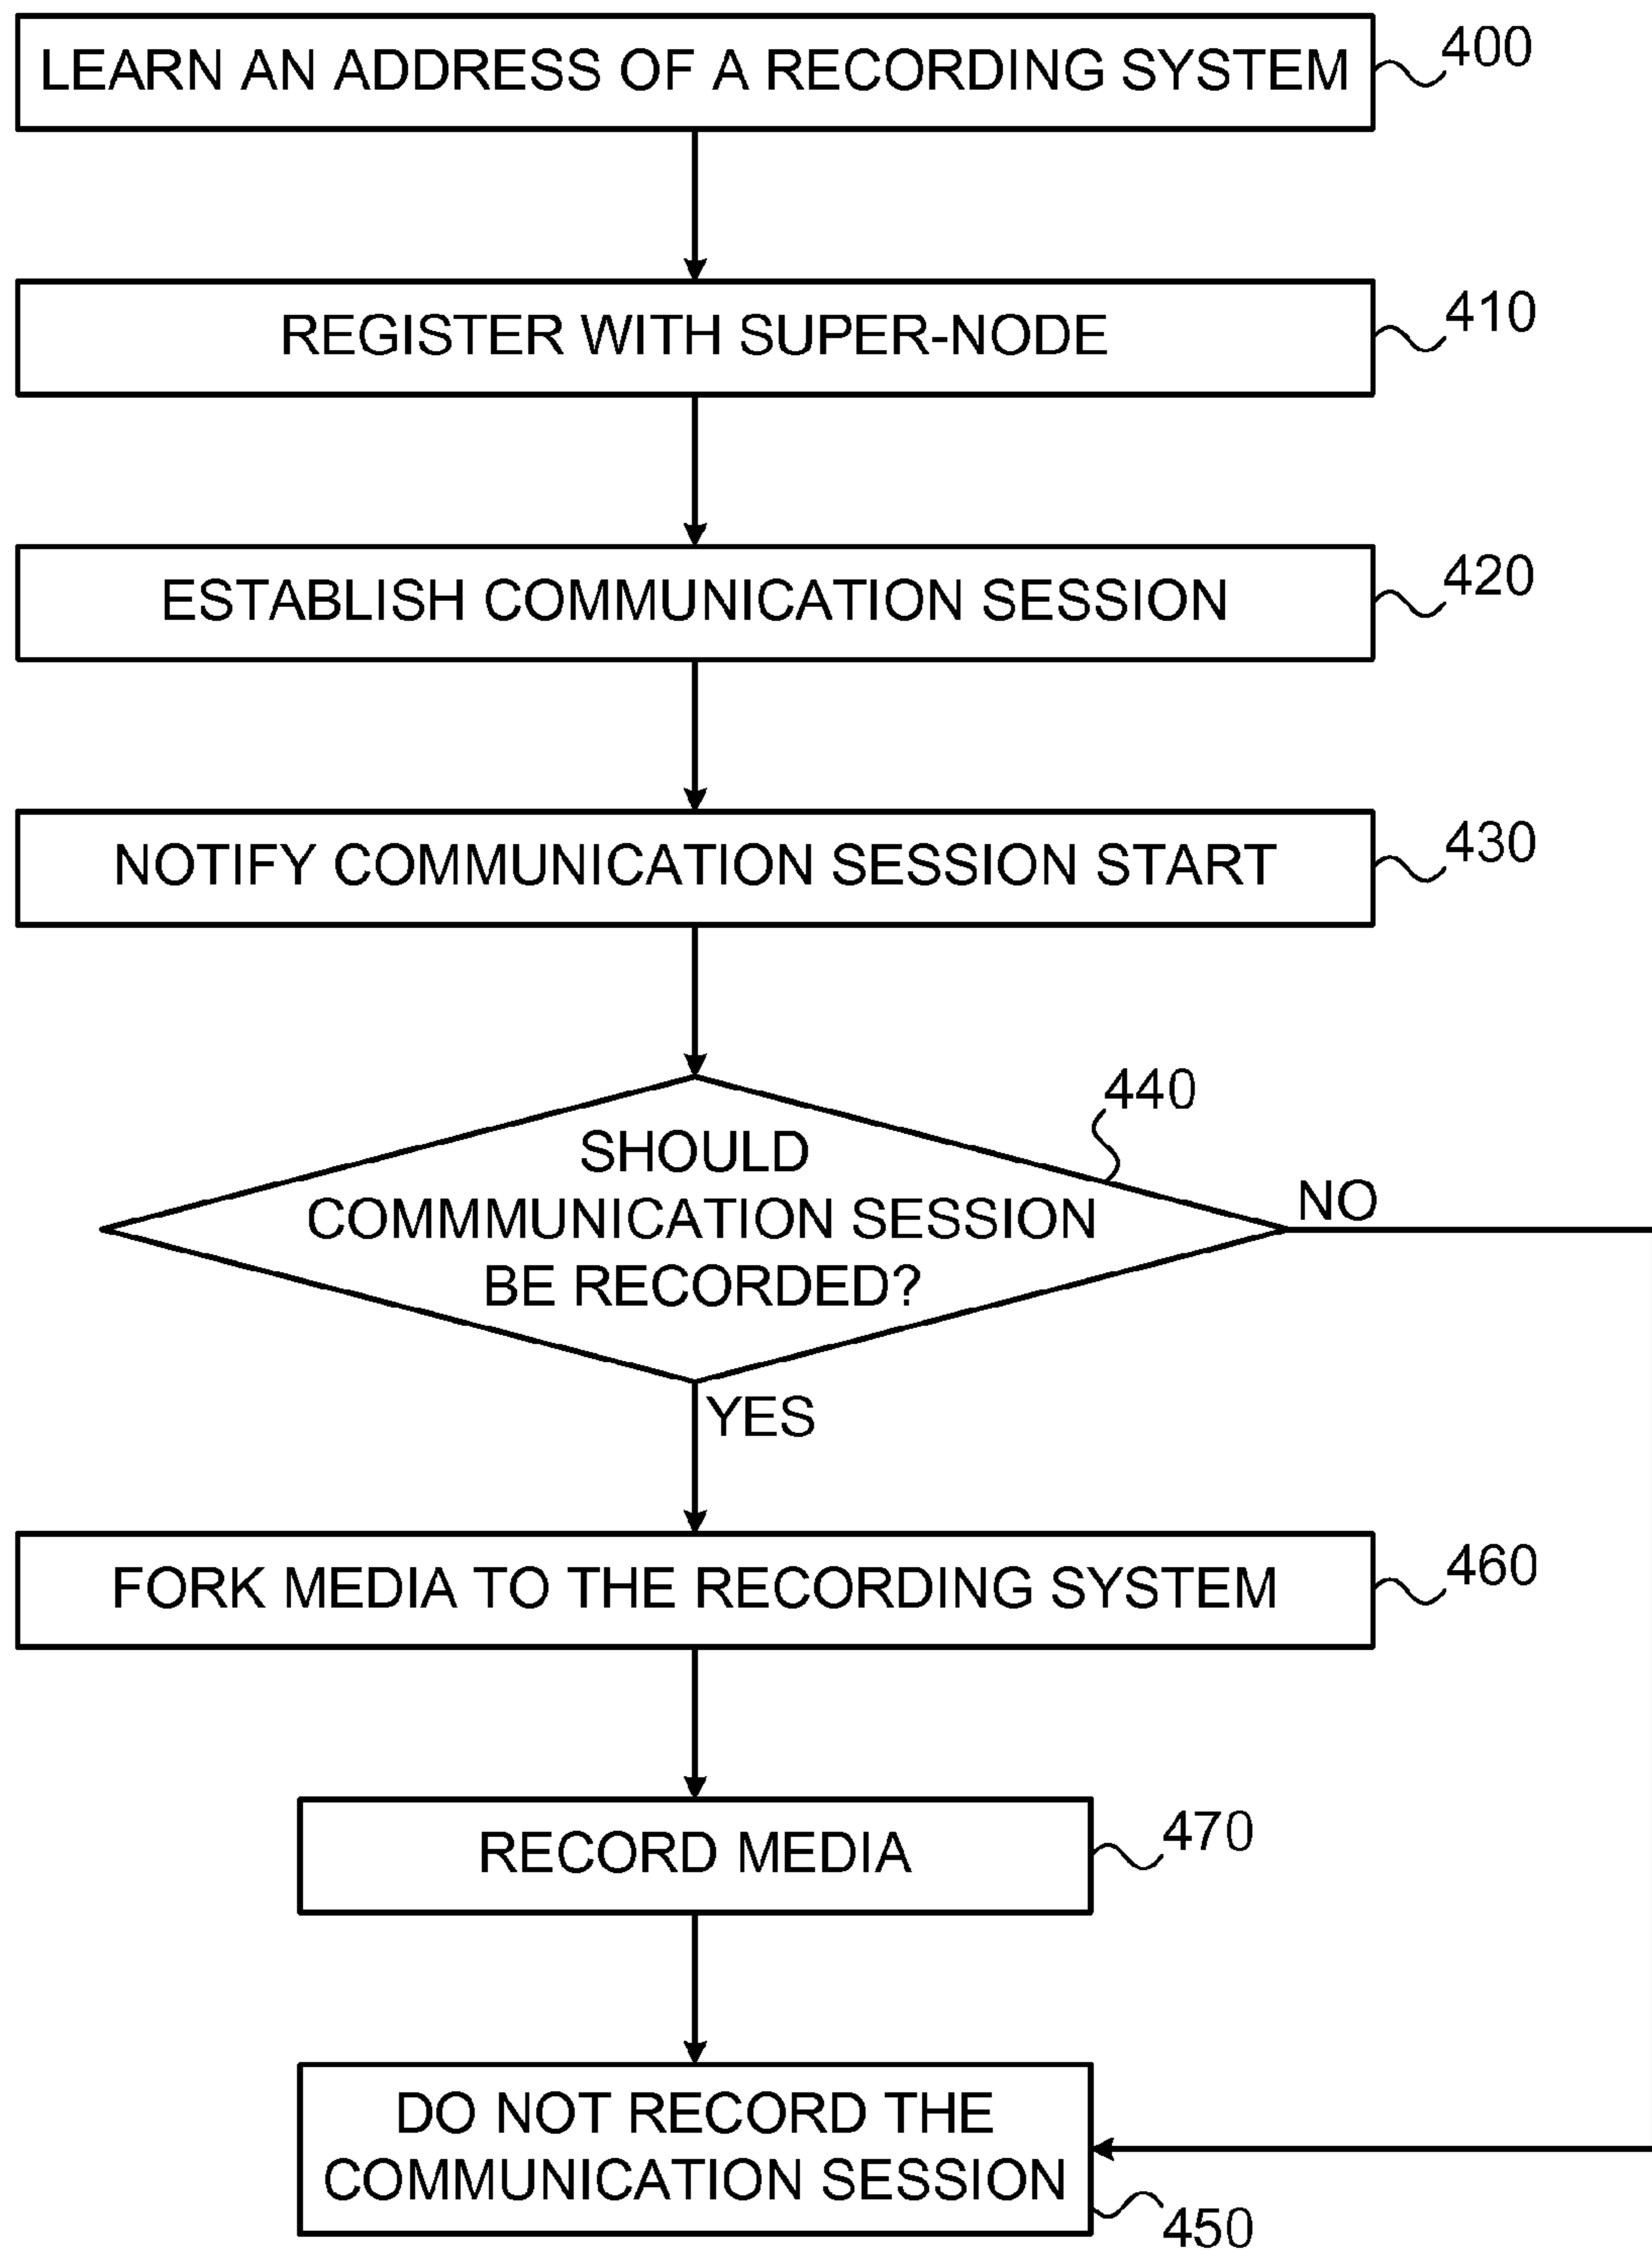 LEARN AN ADDRESS OF A RECORDING SYSTEM
400
REGISTER WITH SUPER-NODE
410
ESTABLISH COMMUNICATION SESSION
420
NOTIFY COMMUNICATION SESSION START
430
440
SHOULD
COMMMUNICATION SESSION
BE RECORDED?
NO
YES
FORK MEDIA TO THE RECORDING SYSTEM
460
RECORD MEDIA
470
DO NOT RECORD THE
COMMUNICATION SESSION
450